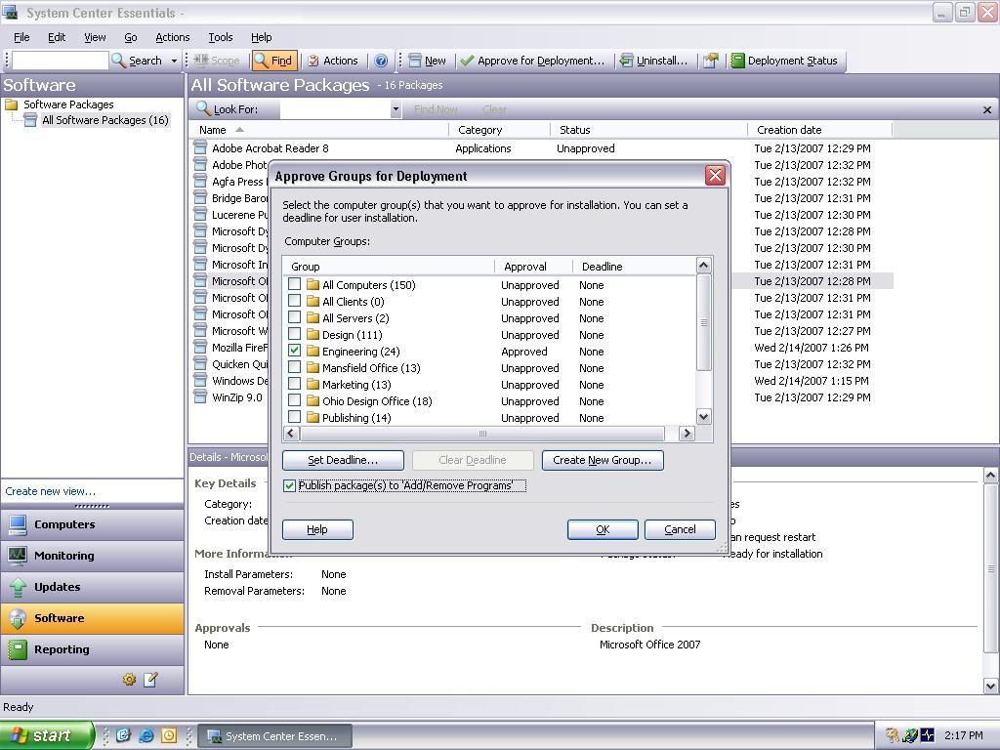 System Center Essentials -
File Edit View Go Actions Tools Help
Search Scope Find Actions New Approve for Deployment... Uninstall... Deployment Status
Software
Software Packages
All Software Packages (16)
All Software Packages - 16 Packages
Look For: Find Now Clear
Name Category Status Creation date
Adobe Acrobat Reader 8 Applications Unapproved Tue 2/13/2007 12:29 PM
Adobe Phot Tue 2/13/2007 12:32 PM
Agfa Press Tue 2/13/2007 12:32 PM
Bridge Baro Tue 2/13/2007 12:31 PM
Lucerene Pu Tue 2/13/2007 12:30 PM
Microsoft Dy Tue 2/13/2007 12:28 PM
Microsoft Dy Tue 2/13/2007 12:30 PM
Microsoft In Tue 2/13/2007 12:31 PM
Microsoft O Tue 2/13/2007 12:28 PM
Microsoft O Tue 2/13/2007 12:31 PM
Microsoft O Tue 2/13/2007 12:31 PM
Microsoft W Tue 2/13/2007 12:27 PM
Mozilla FireF Wed 2/14/2007 1:26 PM
Quicken Qui Tue 2/13/2007 12:32 PM
Windows De Wed 2/14/2007 1:15 PM
WinZip 9.0 Tue 2/13/2007 12:29 PM
Approve Groups for Deployment
Select the computer group(s) that you want to approve for installation. You can set a
deadline for user installation.
Computer Groups:
Group Approval Deadline
All Computers (150) Unapproved None
All Clients (0) Unapproved None
All Servers (2) Unapproved None
Design (111) Unapproved None
Engineering (24) Approved None
Mansfield Office (13) Unapproved None
Marketing (13) Unapproved None
Ohio Design Office (18) Unapproved None
Publishing (14) Unapproved None
Set Deadline... Clear Deadline Create New Group...
Publish package(s) to 'Add/Remove Programs'
Help OK Cancel
Details - Microsof
Key Details
Category:
Creation date
an request restart
More Informa
eady for installation
Install Parameters: None
Removal Parameters: None
Approvals
None
Description
Microsoft Office 2007
Create new view...
Computers
Monitoring
Updates
Software
Reporting
Ready
start System Center Essen... 2:17 PM